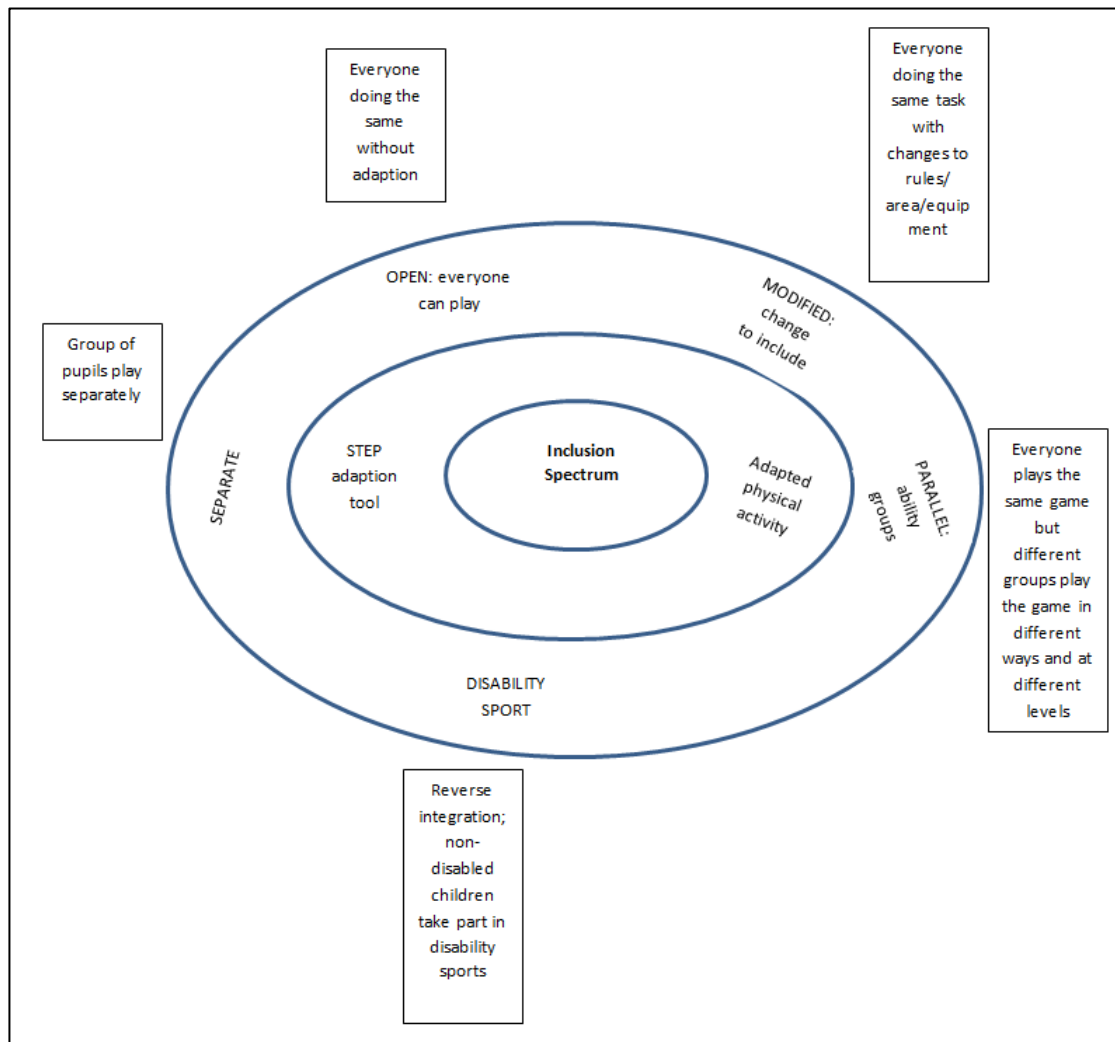 Everyone
doing the
same
without
adaption
Everyone
doing the
same task
with
changes to
rules/
area/equip
ment
OPEN: everyone
can play
MODIFIED:
change
to include
Group of
pupils play
separately
SEPARATE
STEP
adaption
tool
Inclusion
Spectrum
Adapted
physical
activity
PARALLEL:
ability
groups
Everyone
plays the
same game
but
different
groups play
the game in
different
ways and at
different
levels
DISABILITY
SPORT
Reverse
integration;
non-
disabled
children
take part in
disability
sports